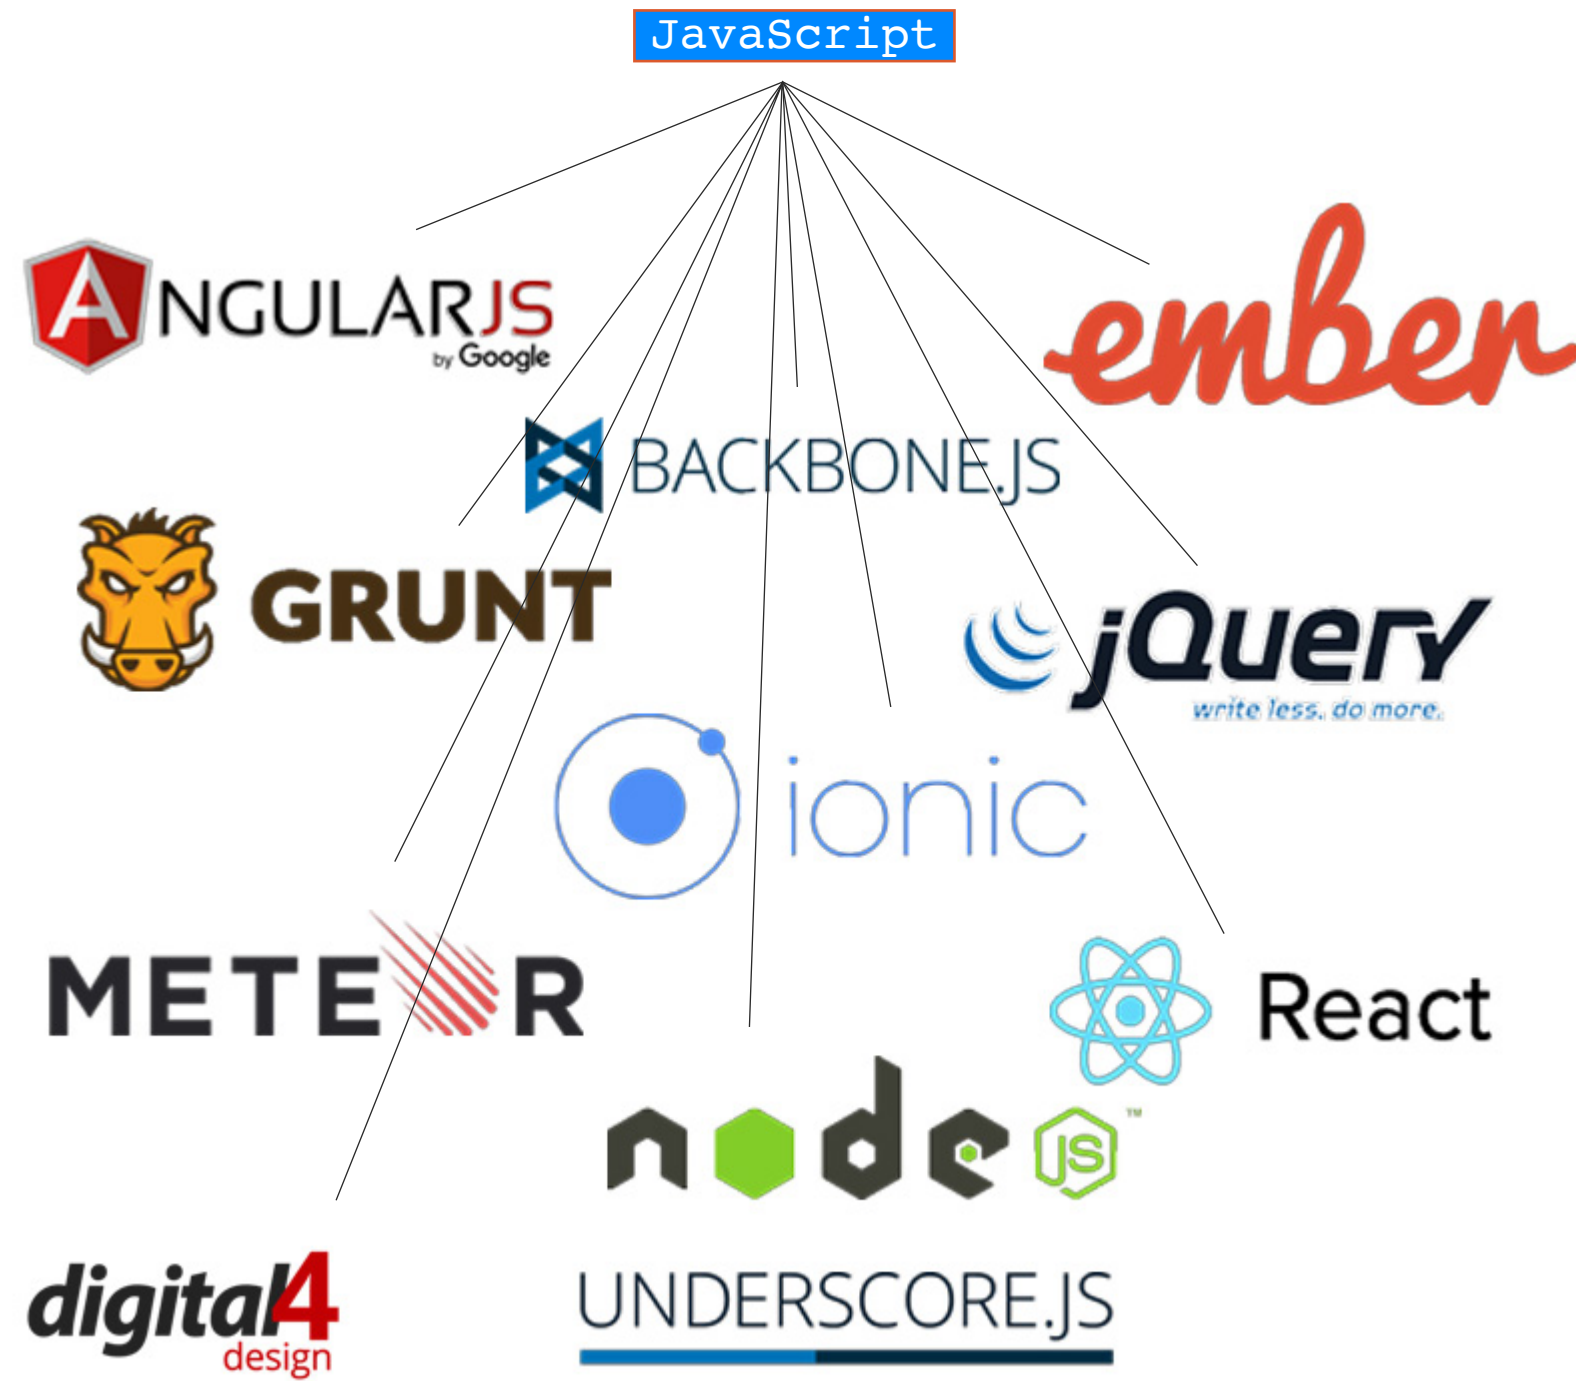 JavaScript
ANGULARJS
by Google
ember
BACKBONE.JS
GRUNT
jQuery
write less. do more.
ionic
METEOR
React
node JS ™
digital4
design
UNDERSCORE.JS